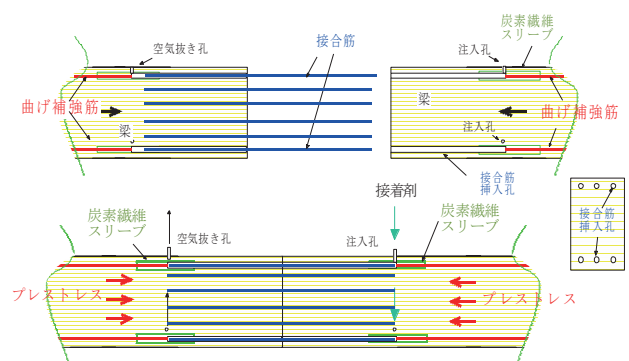 炭素繊維
スリーブ
空気抜き孔
接合筋
注入孔
曲げ補強筋
梁
梁
曲げ補強筋
注入孔
接合筋
挿入孔
接着剤
炭素繊維
スリーブ
空気抜き孔
注入孔
炭素繊維
スリーブ
接合筋
挿入孔
プレストレス
プレストレス